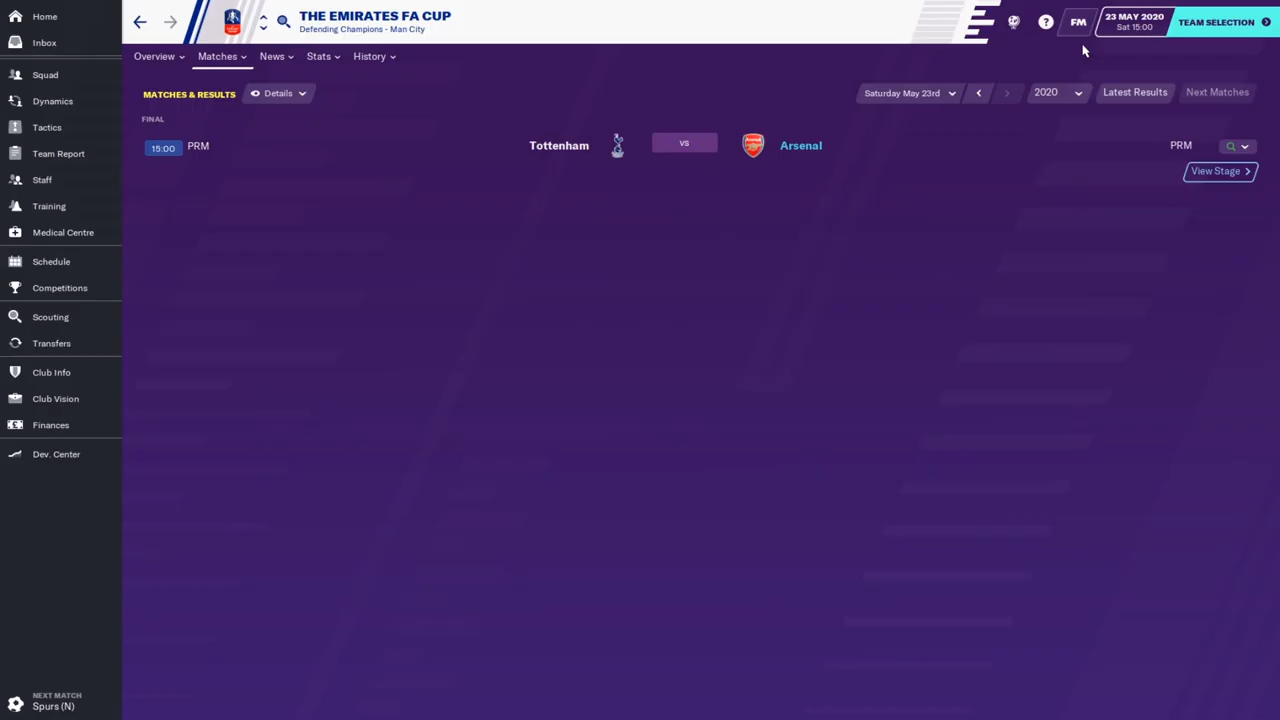 Home
Inbox
Squad
Dynamics
Tactics
Team Report
Staff
Training
Medical Centre
Schedule
Competitions
Scouting
Transfers
Club Info
Club Vision
Finances
Dev. Center
NEXT MATCH
Spurs (N)
THE EMIRATES FA CUP
Defending Champions - Man City
? FM 23 MAY 2020 TEAM SELECTION
Sat 15:00
Overview Matches News Stats History
MATCHES & RESULTS Details Saturday May 23rd 2020 Latest Results Next Matches
FINAL
15:00 PRM Tottenham vs Arsenal PRM
View Stage